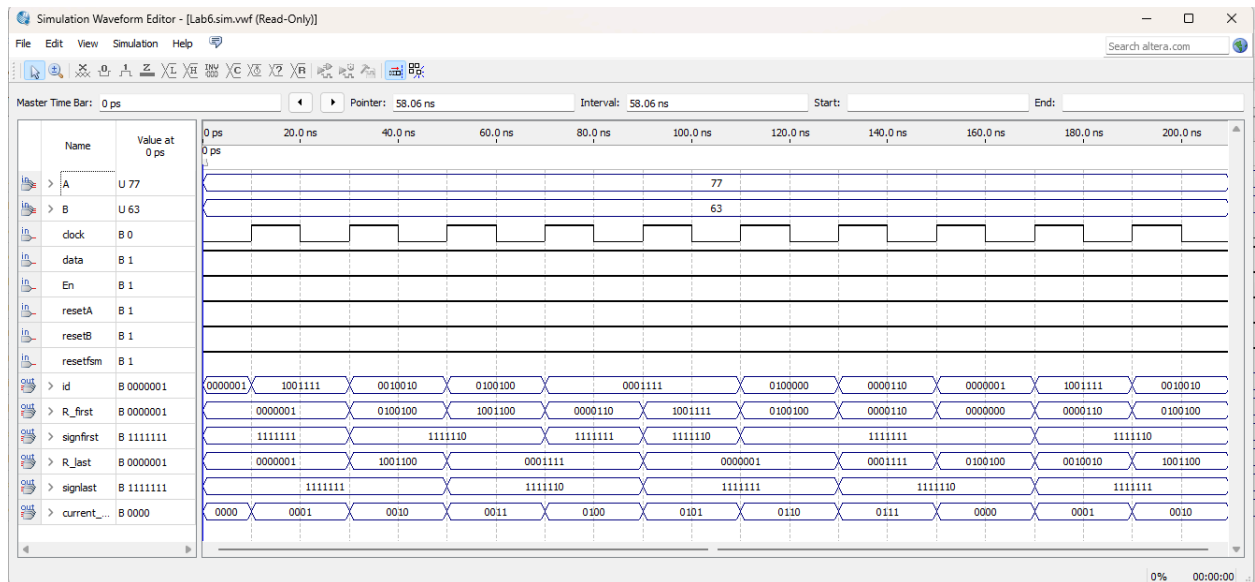 Simulation Waveform Editor - [Lab6.sim.vwf (Read-Only)]
File Edit View Simulation Help
Search altera.com
Master Time Bar: 0 ps Pointer: 58.06 ns Interval: 58.06 ns Start: End:
Name Value at 0 ps 0 ps 20.0 ns 40.0 ns 60.0 ns 80.0 ns 100.0 ns 120.0 ns 140.0 ns 160.0 ns 180.0 ns 200.0 ns
0 ps
A U 77 77
B U 63 63
clock B 0
data B 1
En B 1
resetA B 1
resetB B 1
resetfsm B 1
id B 0000001 0000001 1001111 0010010 0100100 0001111 0100000 0000110 0000001 1001111 0010010
R_first B 0000001 0000001 0100100 1001100 0000110 1001111 0100100 0000110 0000000 0000110 0100100
signfirst B 1111111 1111111 1111110 1111111 1111110 1111111 1111110
R_last B 0000001 0000001 1001100 0001111 0000001 0001111 0100100 0010010 1001100
signlast B 1111111 1111111 1111110 1111111 1111110 1111111
current_... B 0000 0000 0001 0010 0011 0100 0101 0110 0111 0000 0001 0010
0% 00:00:00